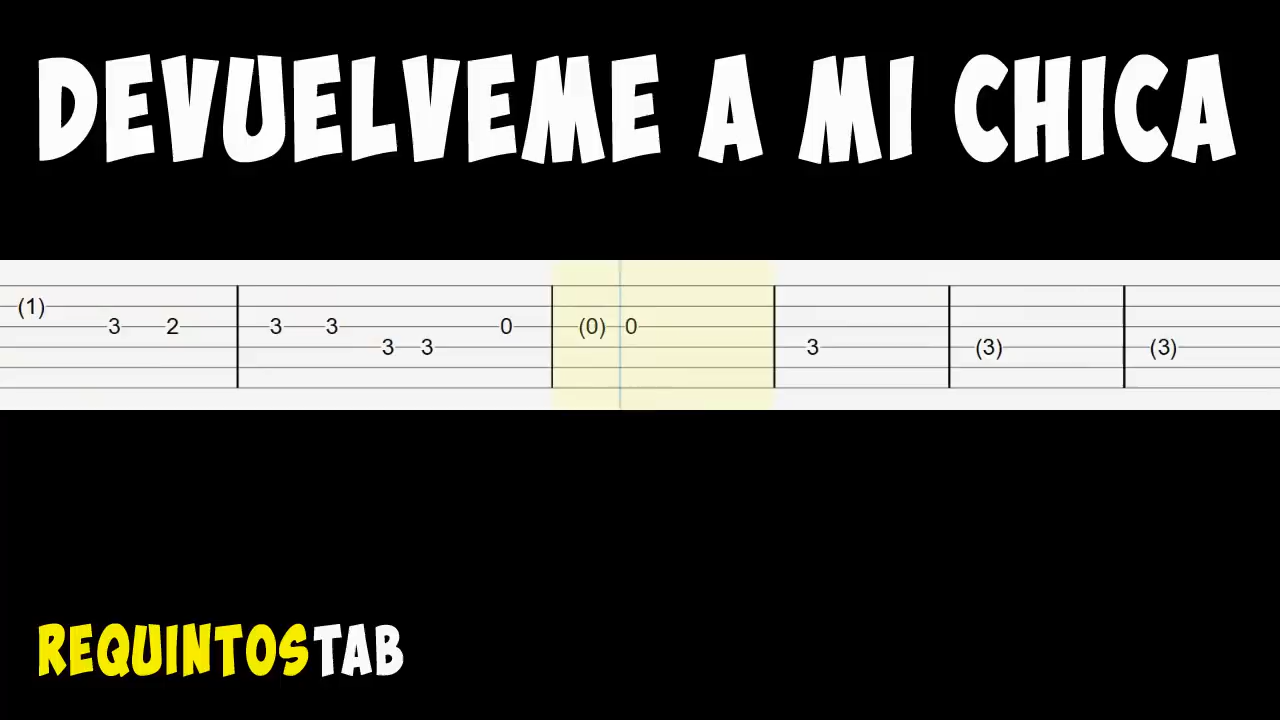 DEVUELVEME A MI CHICA
(1)
3 2 3 3 0 (0) 0
3 3 3 (3) (3)
REQUINTOSTAB